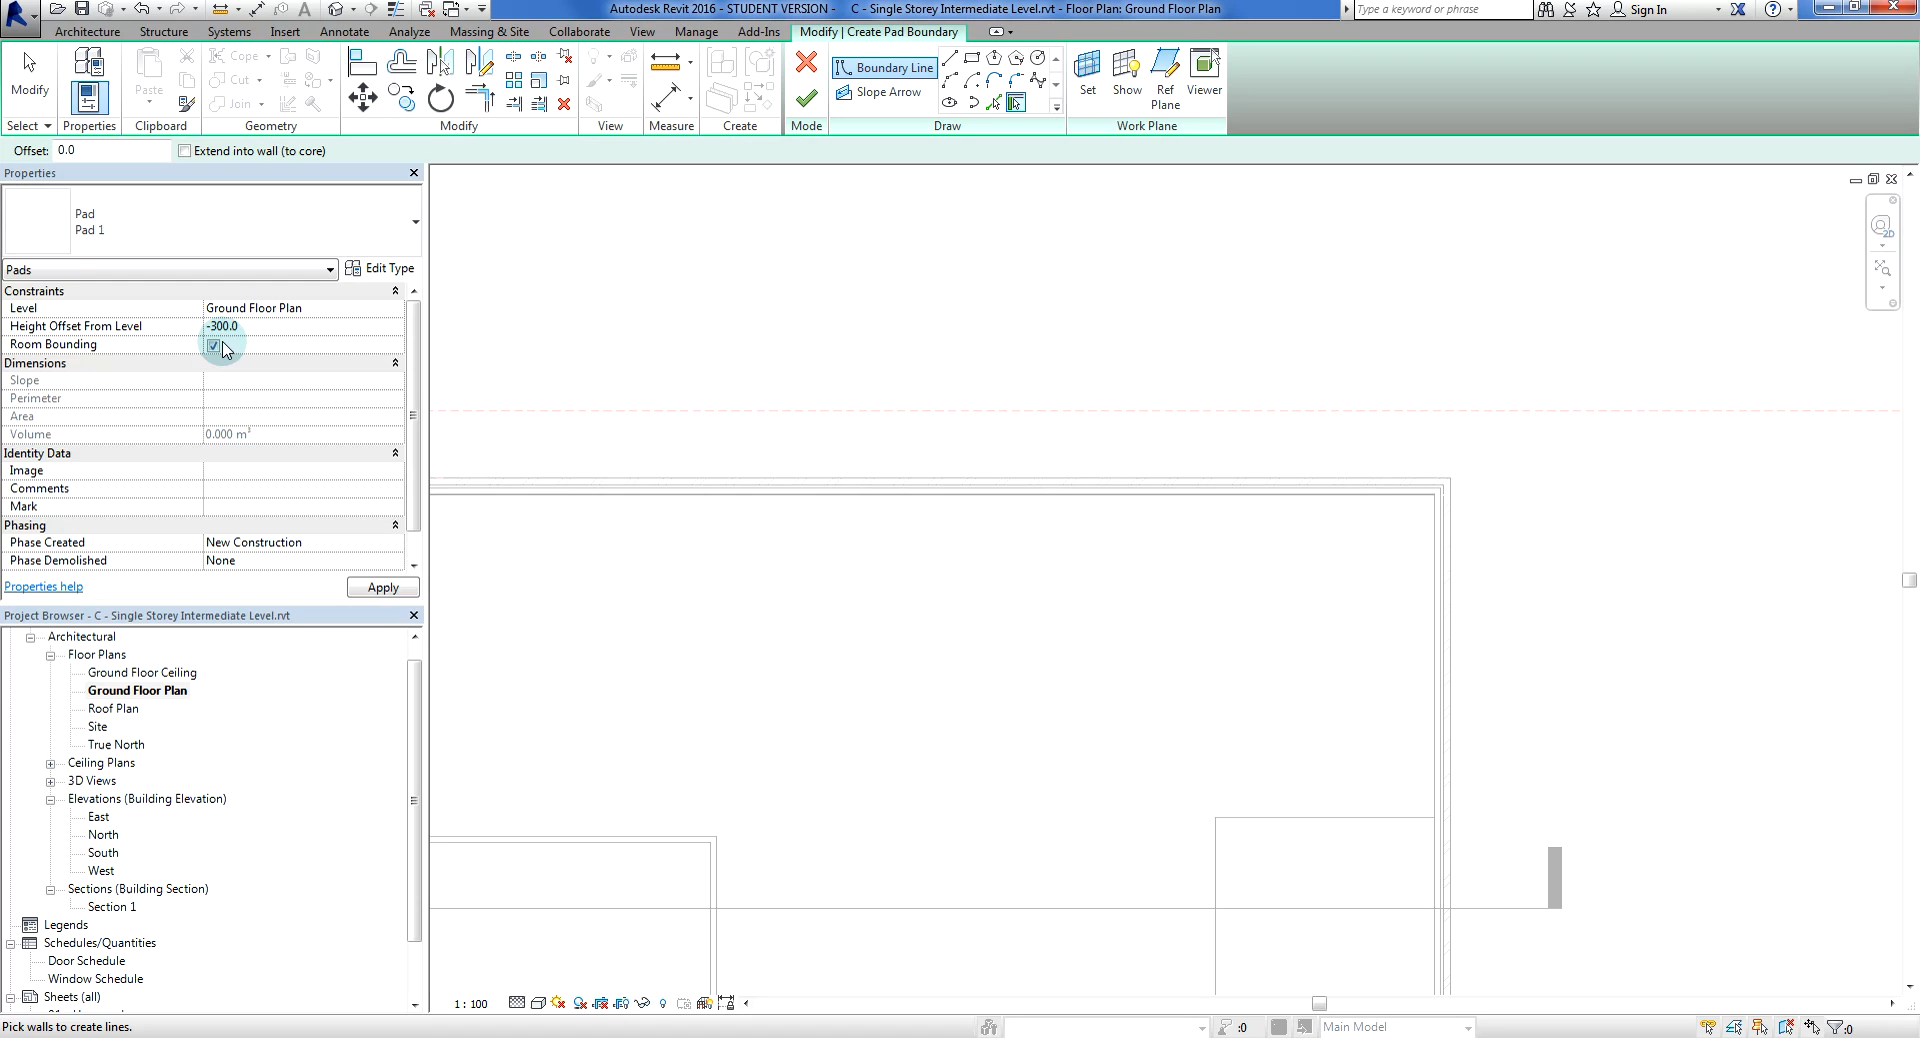 Autodesk Revit 2016 - STUDENT VERSION - C - Single Storey Intermediate Level.rvt - Floor Plan: Ground Floor Plan
Type a keyword or phrase
Sign In
Architecture Structure Systems Insert Annotate Analyze Massing & Site Collaborate View Manage Add-Ins Modify | Create Pad Boundary
Modify
Paste
Cope
Cut
Join
Boundary Line
Slope Arrow
Set Show Ref Plane Viewer
Select Properties Clipboard Geometry Modify View Measure Create Mode Draw Work Plane
Offset: 0.0 Extend into wall (to core)
Properties
Pad
Pad 1
Pads Edit Type
Constraints
Level Ground Floor Plan
Height Offset From Level -300.0
Room Bounding
Dimensions
Slope
Perimeter
Area
Volume 0.000 m³
Identity Data
Image
Comments
Mark
Phasing
Phase Created New Construction
Phase Demolished None
Properties help Apply
Project Browser - C - Single Storey Intermediate Level.rvt
Architectural
Floor Plans
Ground Floor Ceiling
Ground Floor Plan
Roof Plan
Site
True North
Ceiling Plans
3D Views
Elevations (Building Elevation)
East
North
South
West
Sections (Building Section)
Section 1
Legends
Schedules/Quantities
Door Schedule
Window Schedule
Sheets (all)
2D
1 : 100
Pick walls to create lines.
:0
Main Model
:0